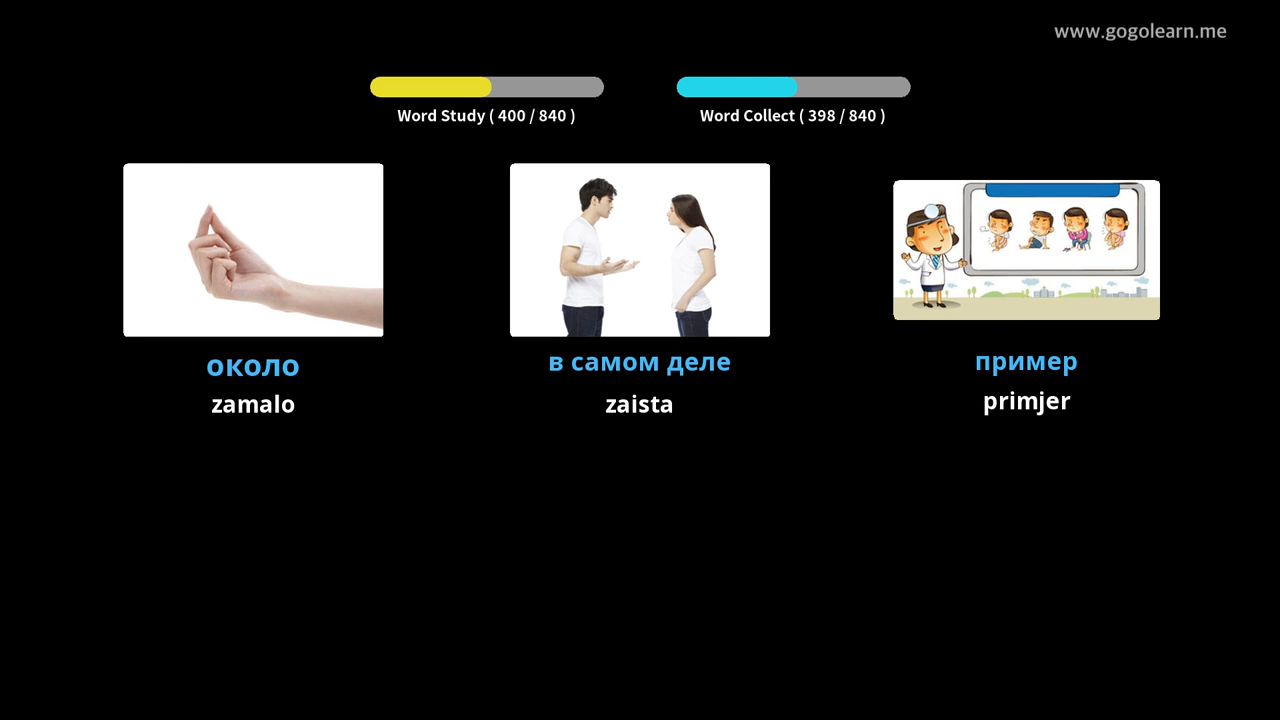 www.gogolearn.me
Word Study ( 400 / 840 )
Word Collect ( 398 / 840 )
около
в самом деле
пример
zamalo
zaista
primjer